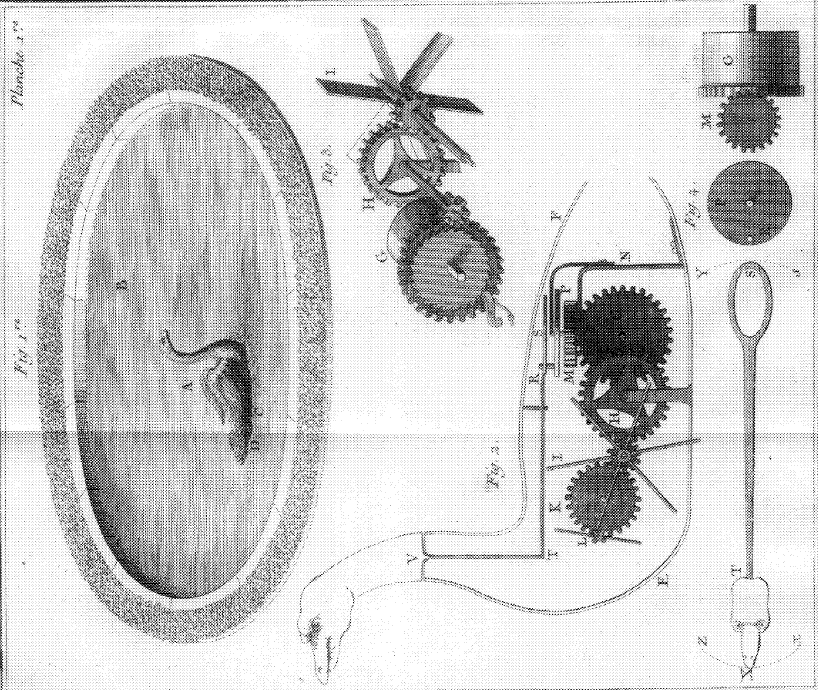 Planche 1re
Fig 1re
B
A
C
D
Fig 3.
I
H
G
Fig. 2.
F
N
P
S
R
M
H
I
K
L
V
T
E
G
M
Fig 4
Y
S
T
Z
X